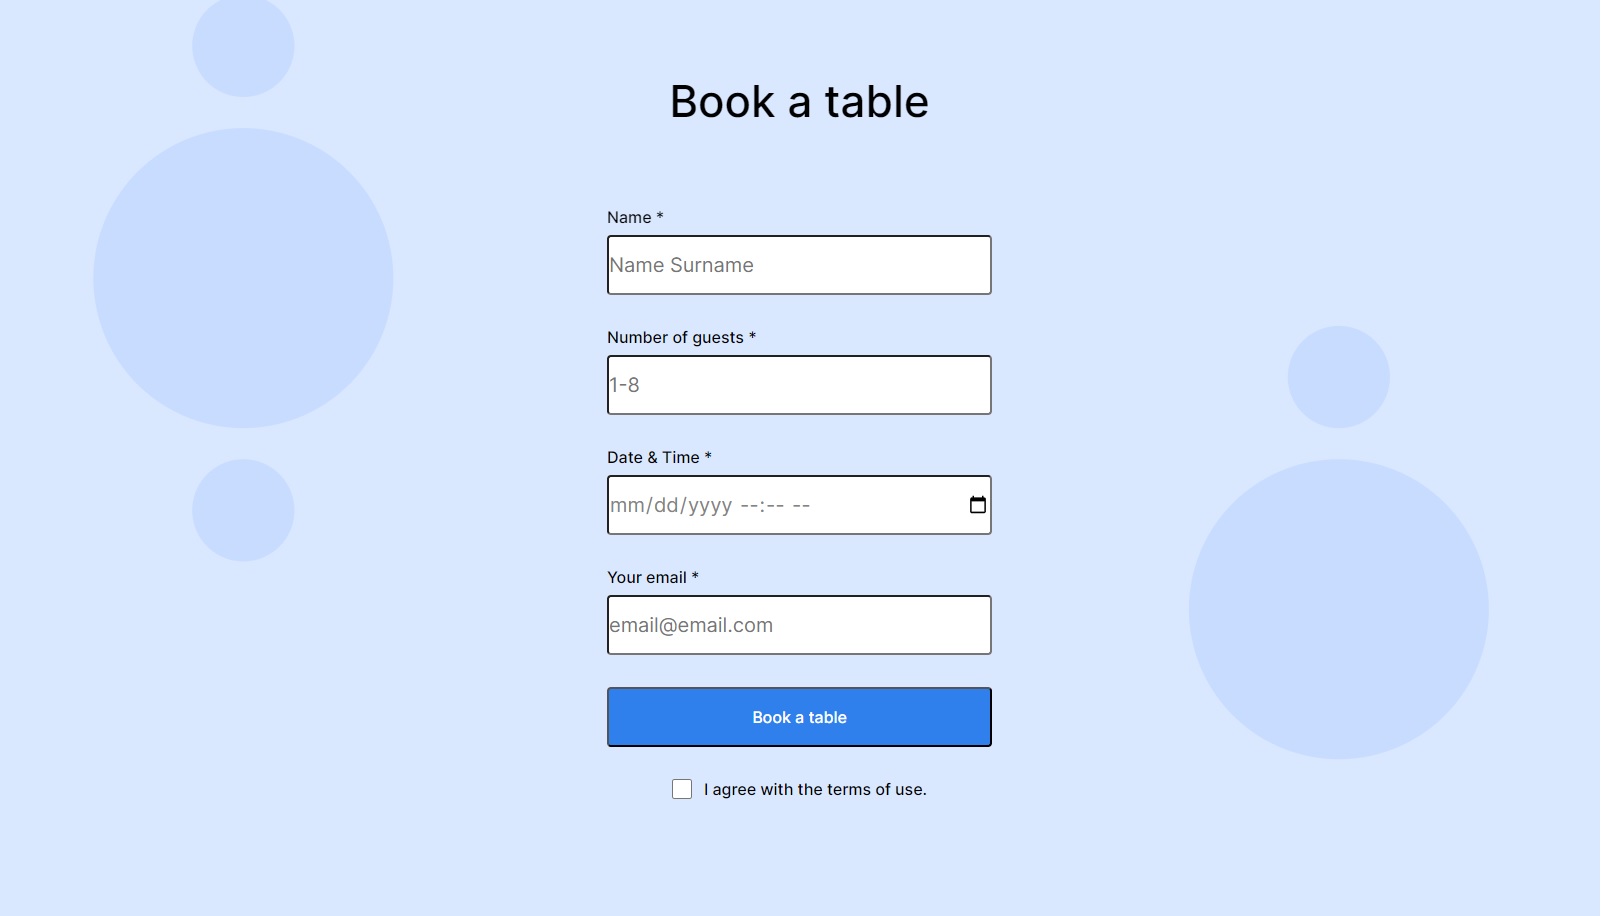 Book a table
Name *
Name Surname
Number of guests *
1-8
Date & Time *
mm/dd/yyyy --:-- --
Your email *
email@email.com
Book a table
I agree with the terms of use.